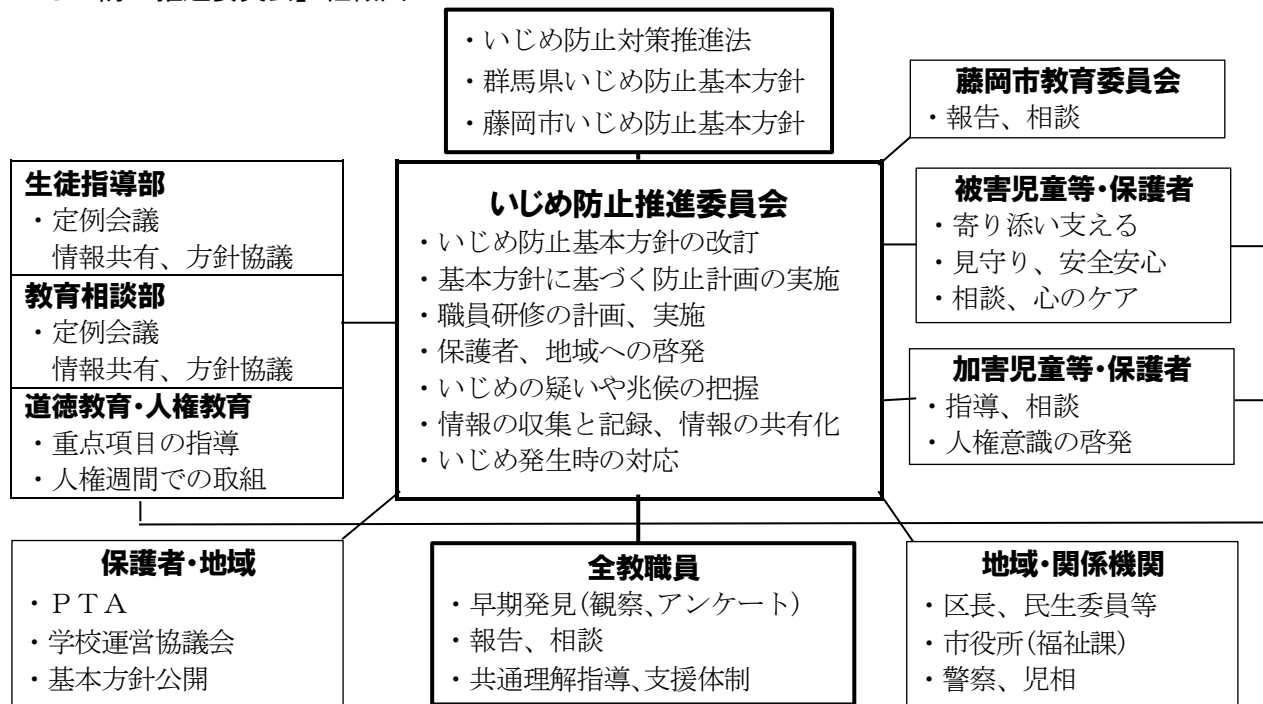 ・いじめ防止対策推進法
・群馬県いじめ防止基本方針
・藤岡市いじめ防止基本方針
藤岡市教育委員会
・報告、相談
生徒指導部
・定例会議
情報共有、方針協議
教育相談部
・定例会議
情報共有、方針協議
道徳教育・人権教育
・重点項目の指導
・人権週間での取組
いじめ防止推進委員会
・いじめ防止基本方針の改訂
・基本方針に基づく防止計画の実施
・職員研修の計画、実施
・保護者、地域への啓発
・いじめの疑いや兆候の把握
・情報の収集と記録、情報の共有化
・いじめ発生時の対応
被害児童等・保護者
・寄り添い支える
・見守り、安全安心
・相談、心のケア
加害児童等・保護者
・指導、相談
・人権意識の啓発
保護者・地域
・ＰＴＡ
・学校運営協議会
・基本方針公開
全教職員
・早期発見(観察、アンケート)
・報告、相談
・共通理解指導、支援体制
地域・関係機関
・区長、民生委員等
・市役所(福祉課)
・警察、児相